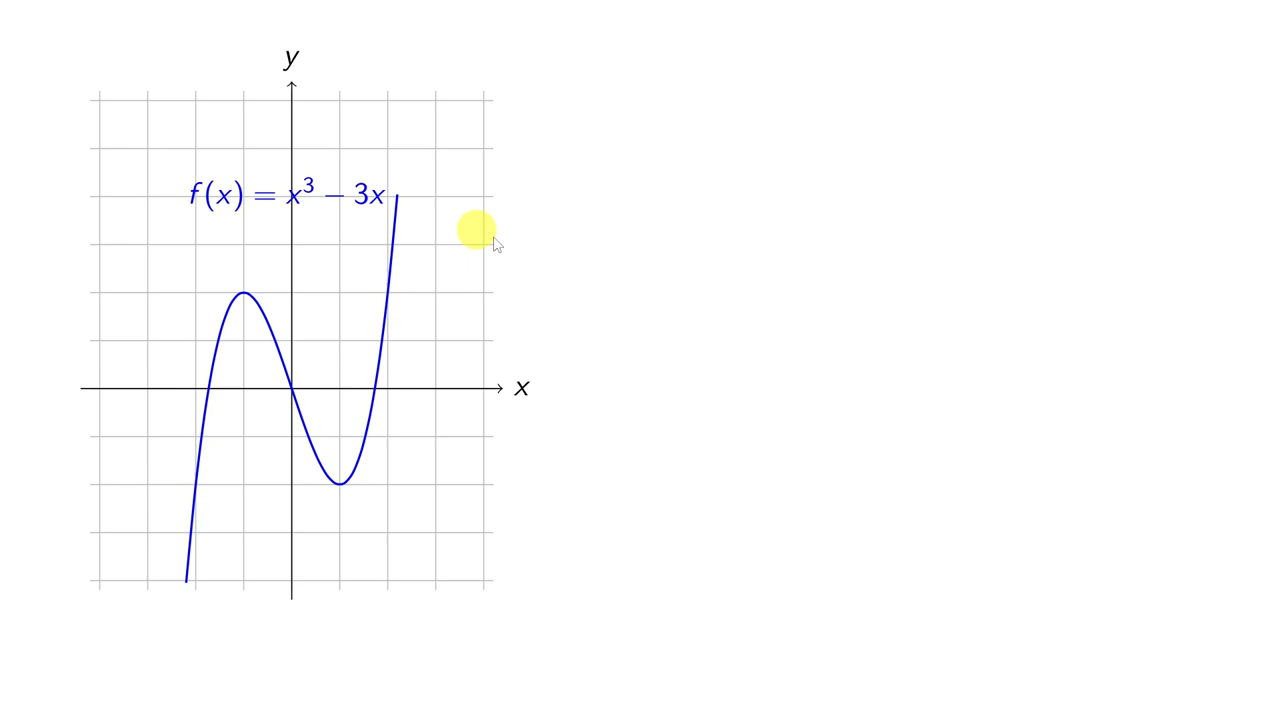 y
f(x) = x³ − 3x
x